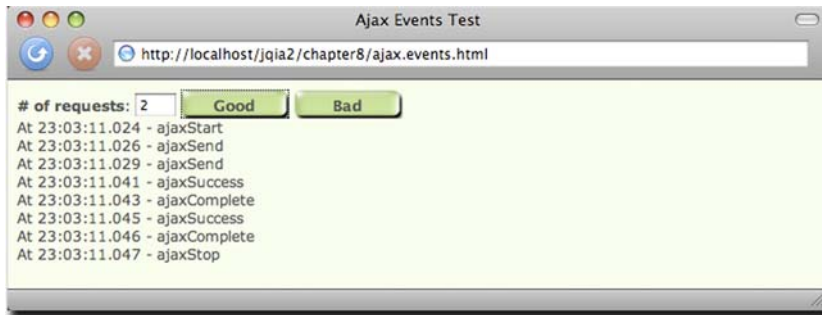 Ajax Events Test
http://localhost/jqia2/chapter8/ajax.events.html
# of requests: 2 Good Bad
At 23:03:11.024 - ajaxStart
At 23:03:11.026 - ajaxSend
At 23:03:11.029 - ajaxSend
At 23:03:11.041 - ajaxSuccess
At 23:03:11.043 - ajaxComplete
At 23:03:11.045 - ajaxSuccess
At 23:03:11.046 - ajaxComplete
At 23:03:11.047 - ajaxStop